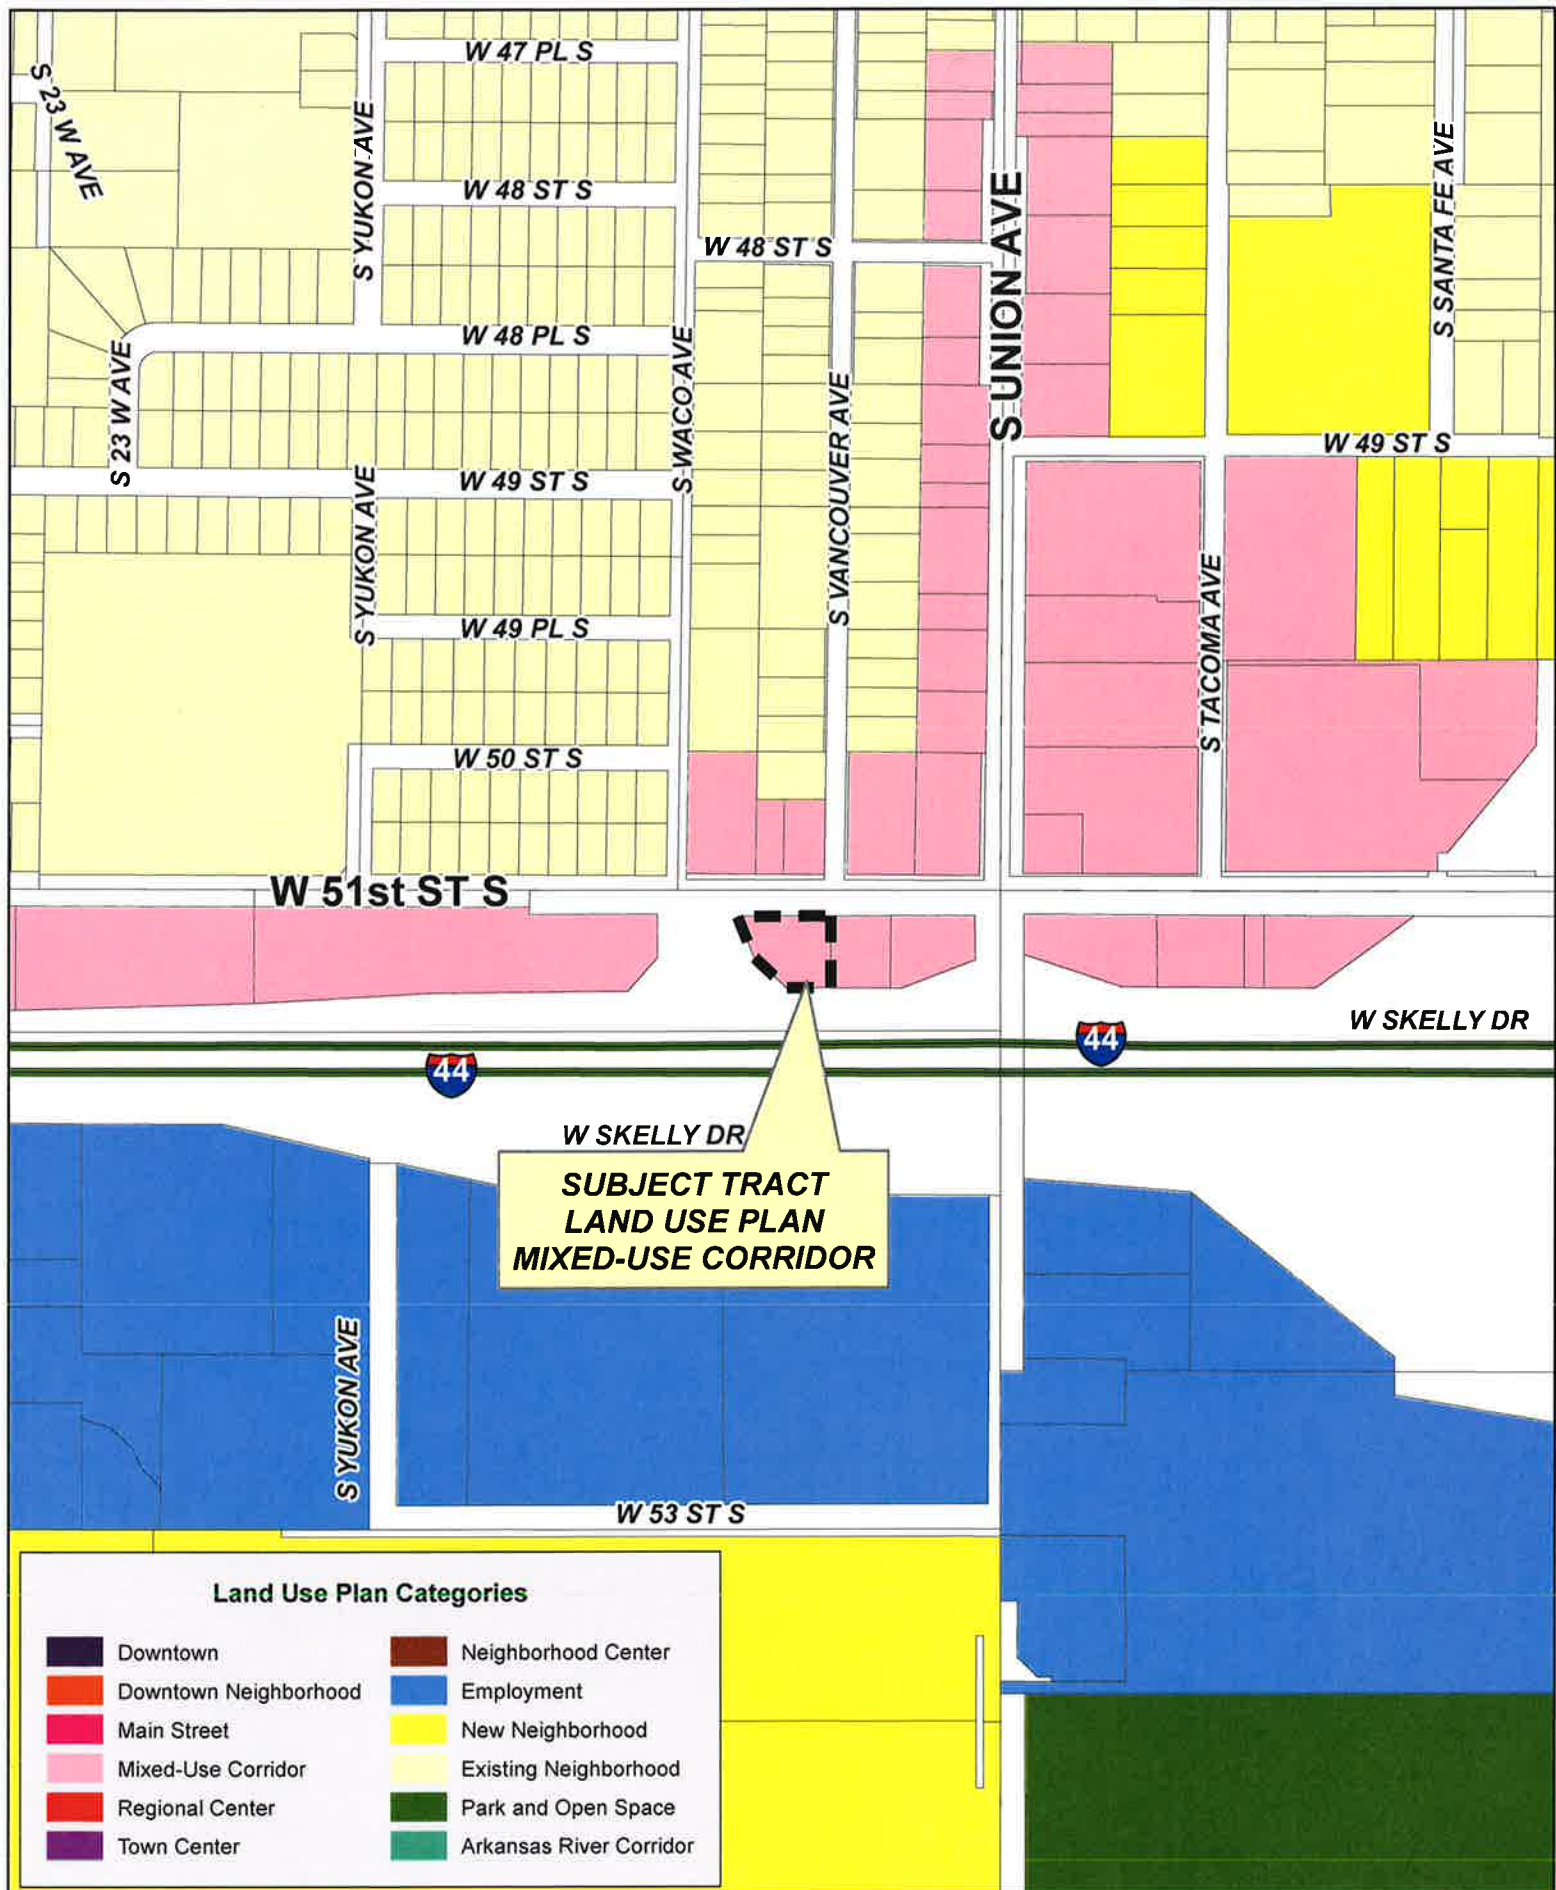 W 47 PL S
S 23 W AVE
S YUKON AVE
W 48 ST S
S UNION AVE
S SANTA FE AVE
W 48 ST S
W 48 PL S
S 23 W AVE
S WACO AVE
S VANCOUVER AVE
W 49 ST S
W 49 ST S
S YUKON AVE
S TACOMA AVE
W 49 PL S
W 50 ST S
W 51st ST S
W SKELLY DR
44
44
W SKELLY DR
SUBJECT TRACT
LAND USE PLAN
MIXED-USE CORRIDOR
S YUKON AVE
W 53 ST S
Land Use Plan Categories
Downtown
Downtown Neighborhood
Main Street
Mixed-Use Corridor
Regional Center
Town Center
Neighborhood Center
Employment
New Neighborhood
Existing Neighborhood
Park and Open Space
Arkansas River Corridor